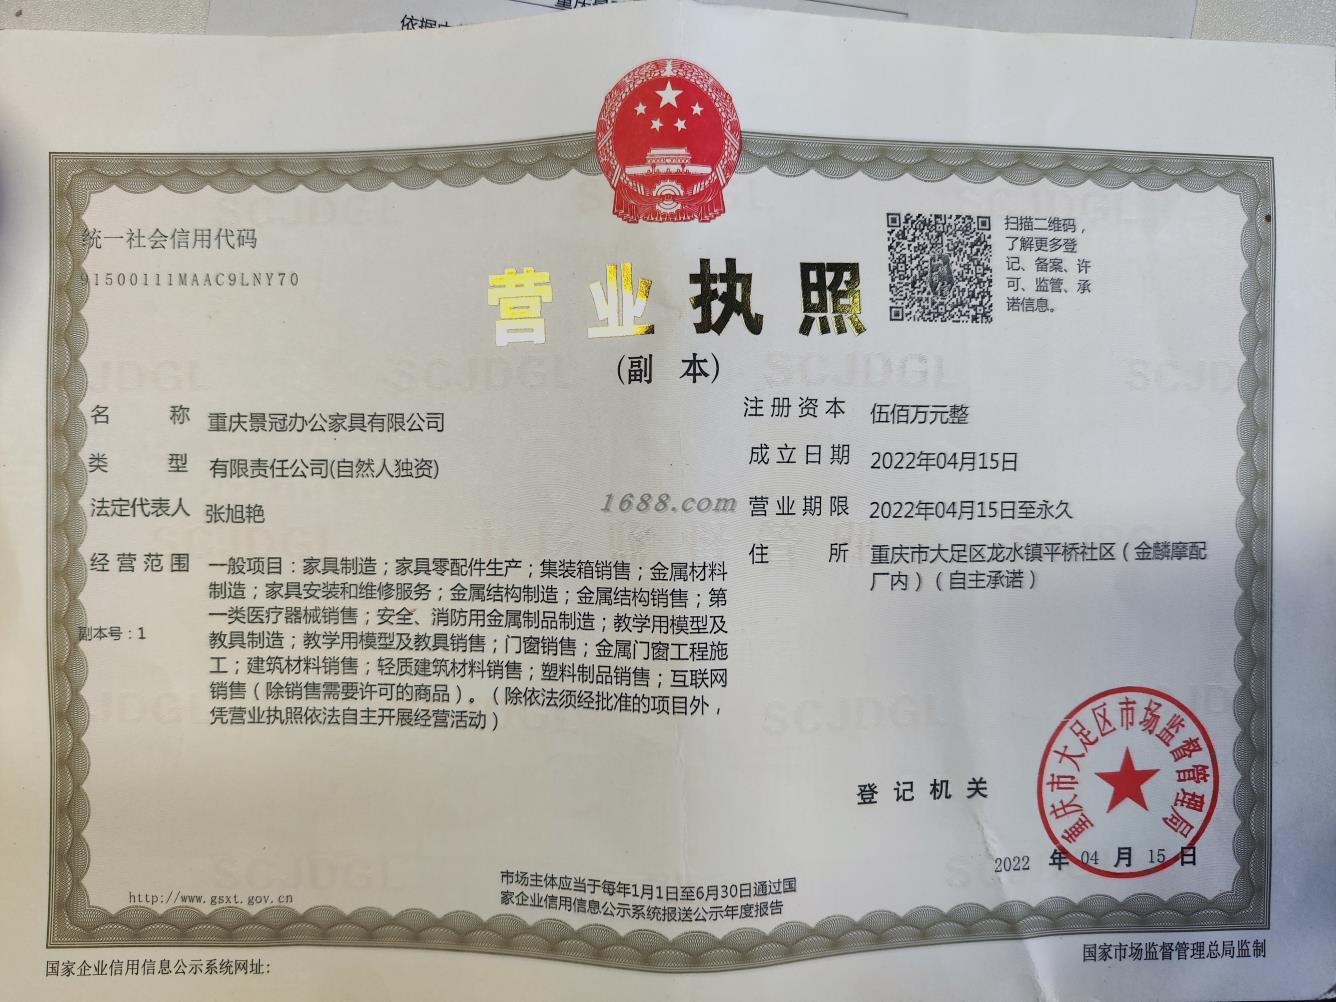 重庆景
依据中
统一社会信用代码
91500111MAAC9LNY70
营业执照
(副 本)
扫描二维码，
了解更多登
记、备案、许
可、监管、承
诺信息。
名 称 重庆景冠办公家具有限公司
类 型 有限责任公司(自然人独资)
法定代表人 张旭艳
经营范围 一般项目：家具制造；家具零配件生产；集装箱销售；金属材料
制造；家具安装和维修服务；金属结构制造；金属结构销售；第
一类医疗器械销售；安全、消防用金属制品制造；教学用模型及
教具制造；教学用模型及教具销售；门窗销售；金属门窗工程施
工；建筑材料销售；轻质建筑材料销售；塑料制品销售；互联网
销售（除销售需要许可的商品）。（除依法须经批准的项目外，
凭营业执照依法自主开展经营活动）
副本号：1
注册资本 伍佰万元整
成立日期 2022年04月15日
营业期限 2022年04月15日至永久
住 所 重庆市大足区龙水镇平桥社区（金麟摩配
厂内）（自主承诺）
1688.com
登记机关
重庆市大足区市场监督管理局
2022 年 04 月 15 日
http://www.gsxt.gov.cn
市场主体应当于每年1月1日至6月30日通过国
家企业信用信息公示系统报送公示年度报告
国家企业信用信息公示系统网址：
国家市场监督管理总局监制
SCJDGL
SCJDGL
SCJDGL
SCJDGL
SCJDGL